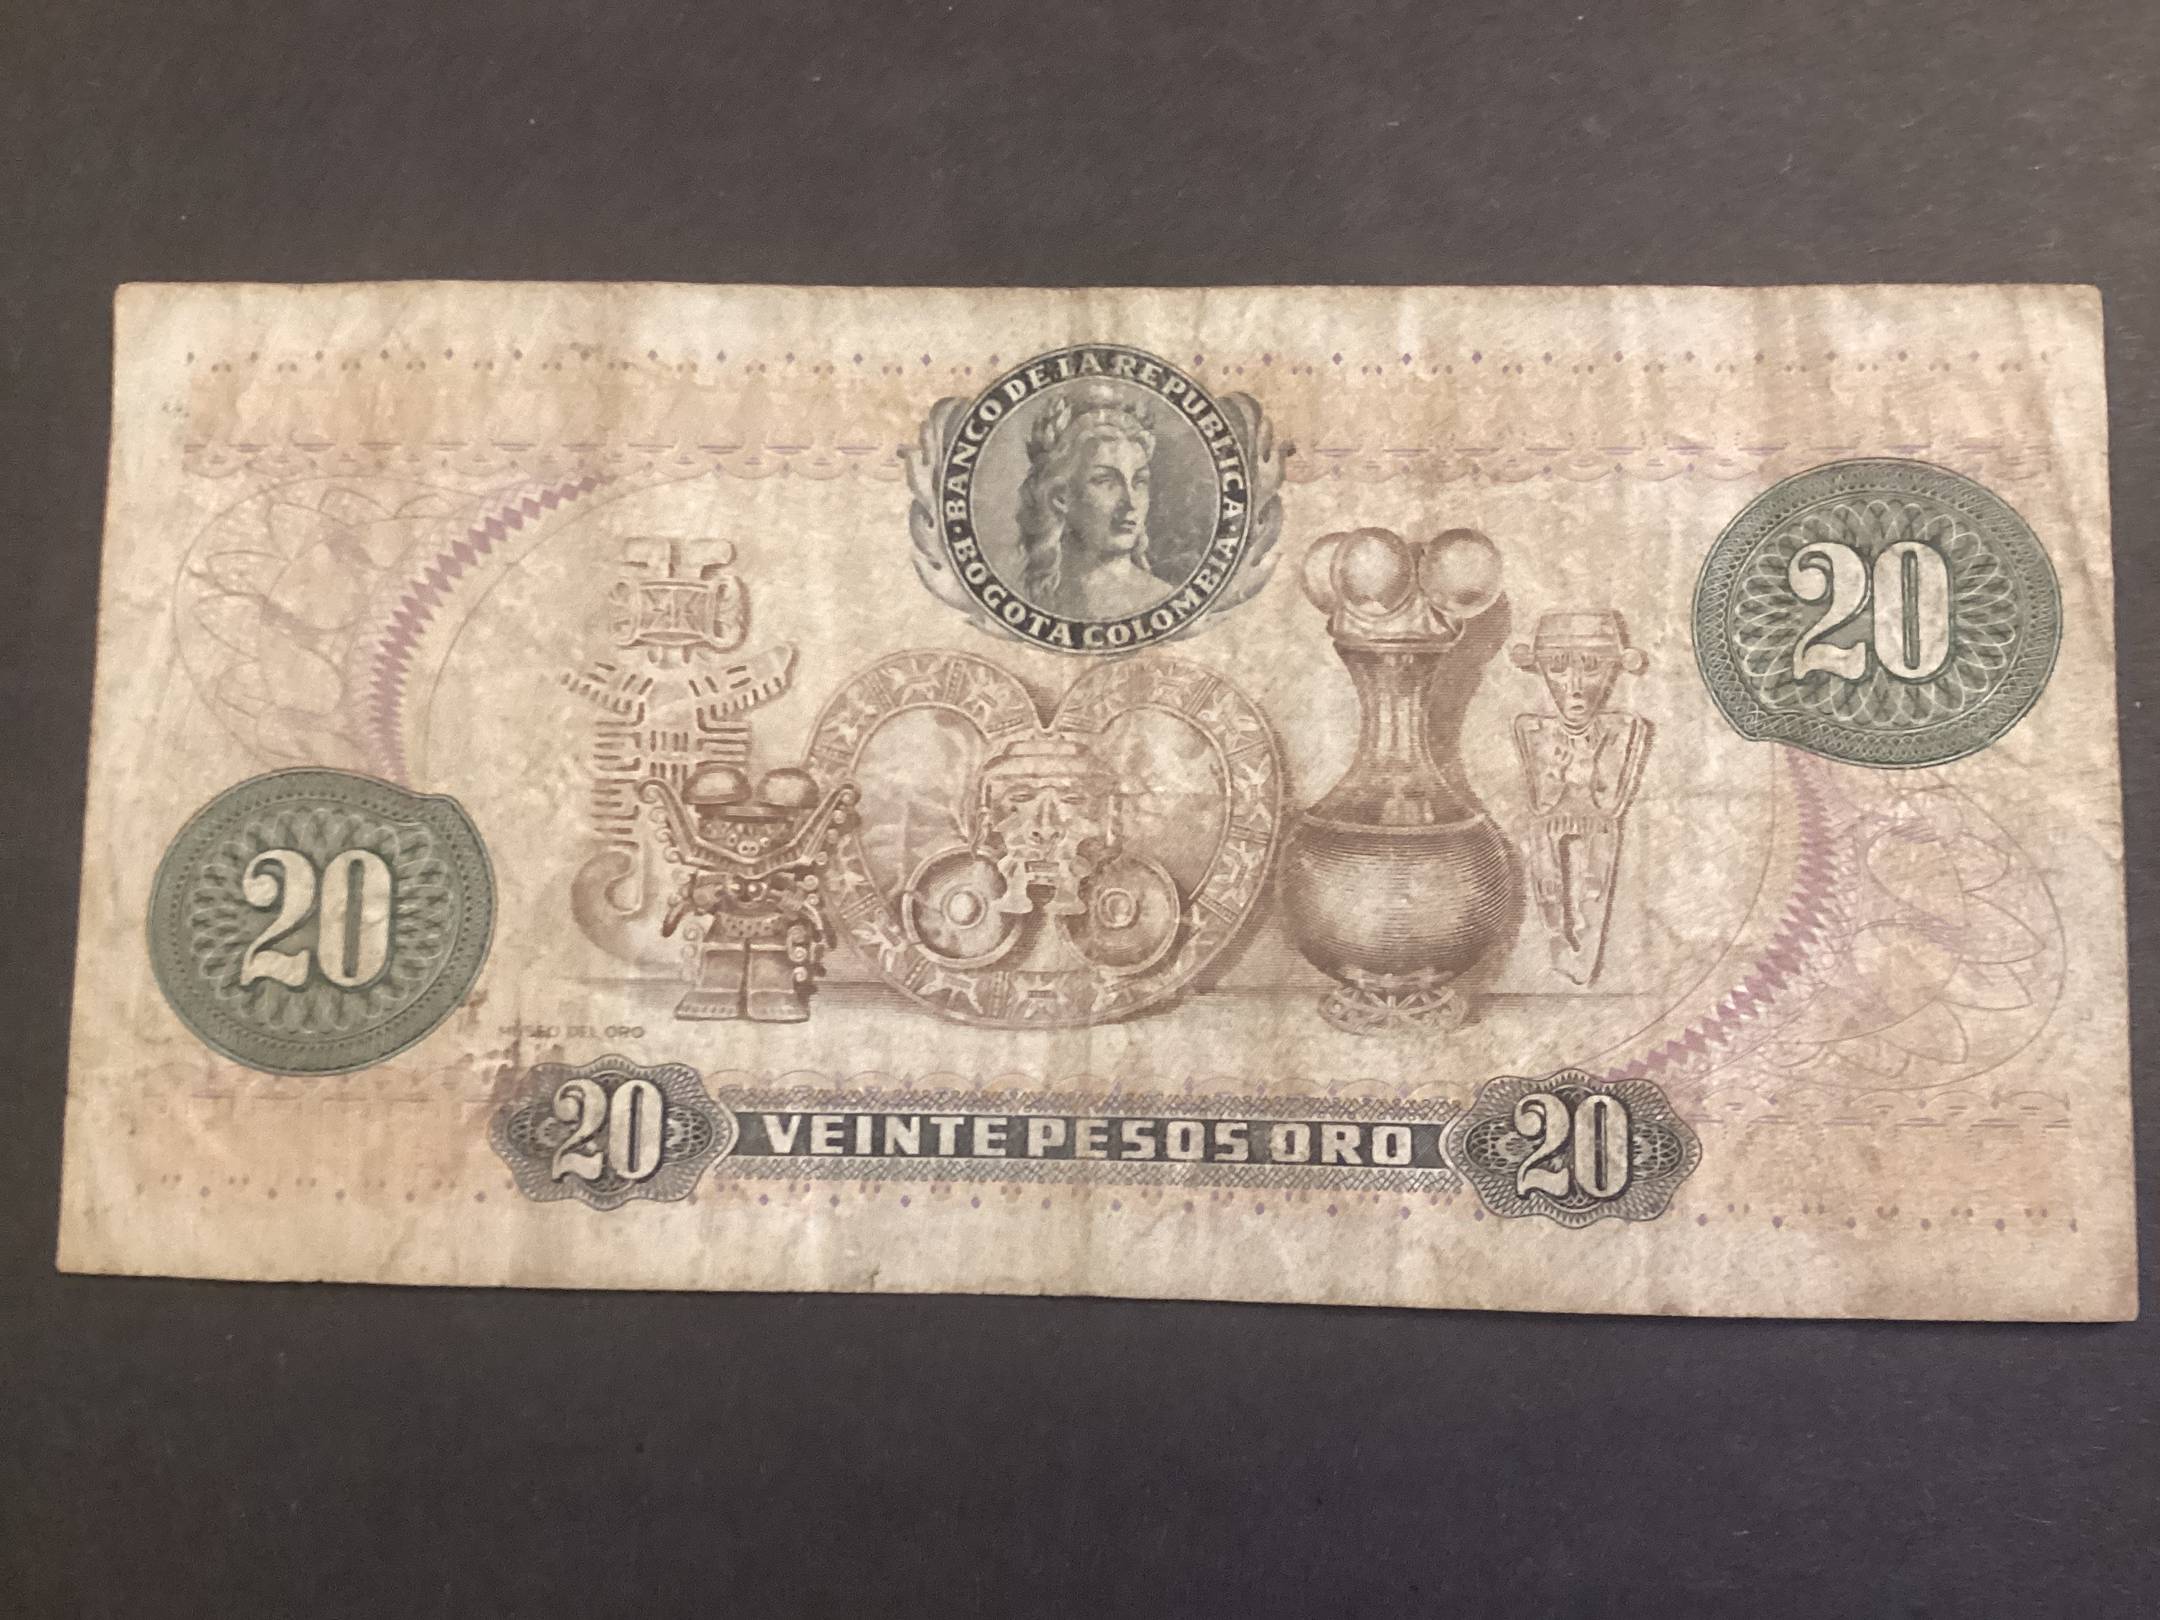 BANCO DE LA REPUBLICA
BOGOTA COLOMBIA
20
20
MUSEO DEL ORO
20 VEINTE PESOS ORO 20